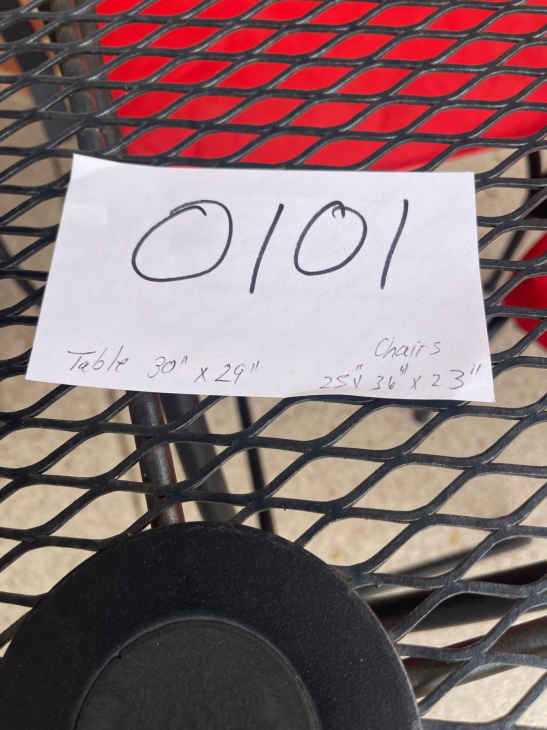 0101
Table 30" x 29"
Chairs
25" x 36" x 23"